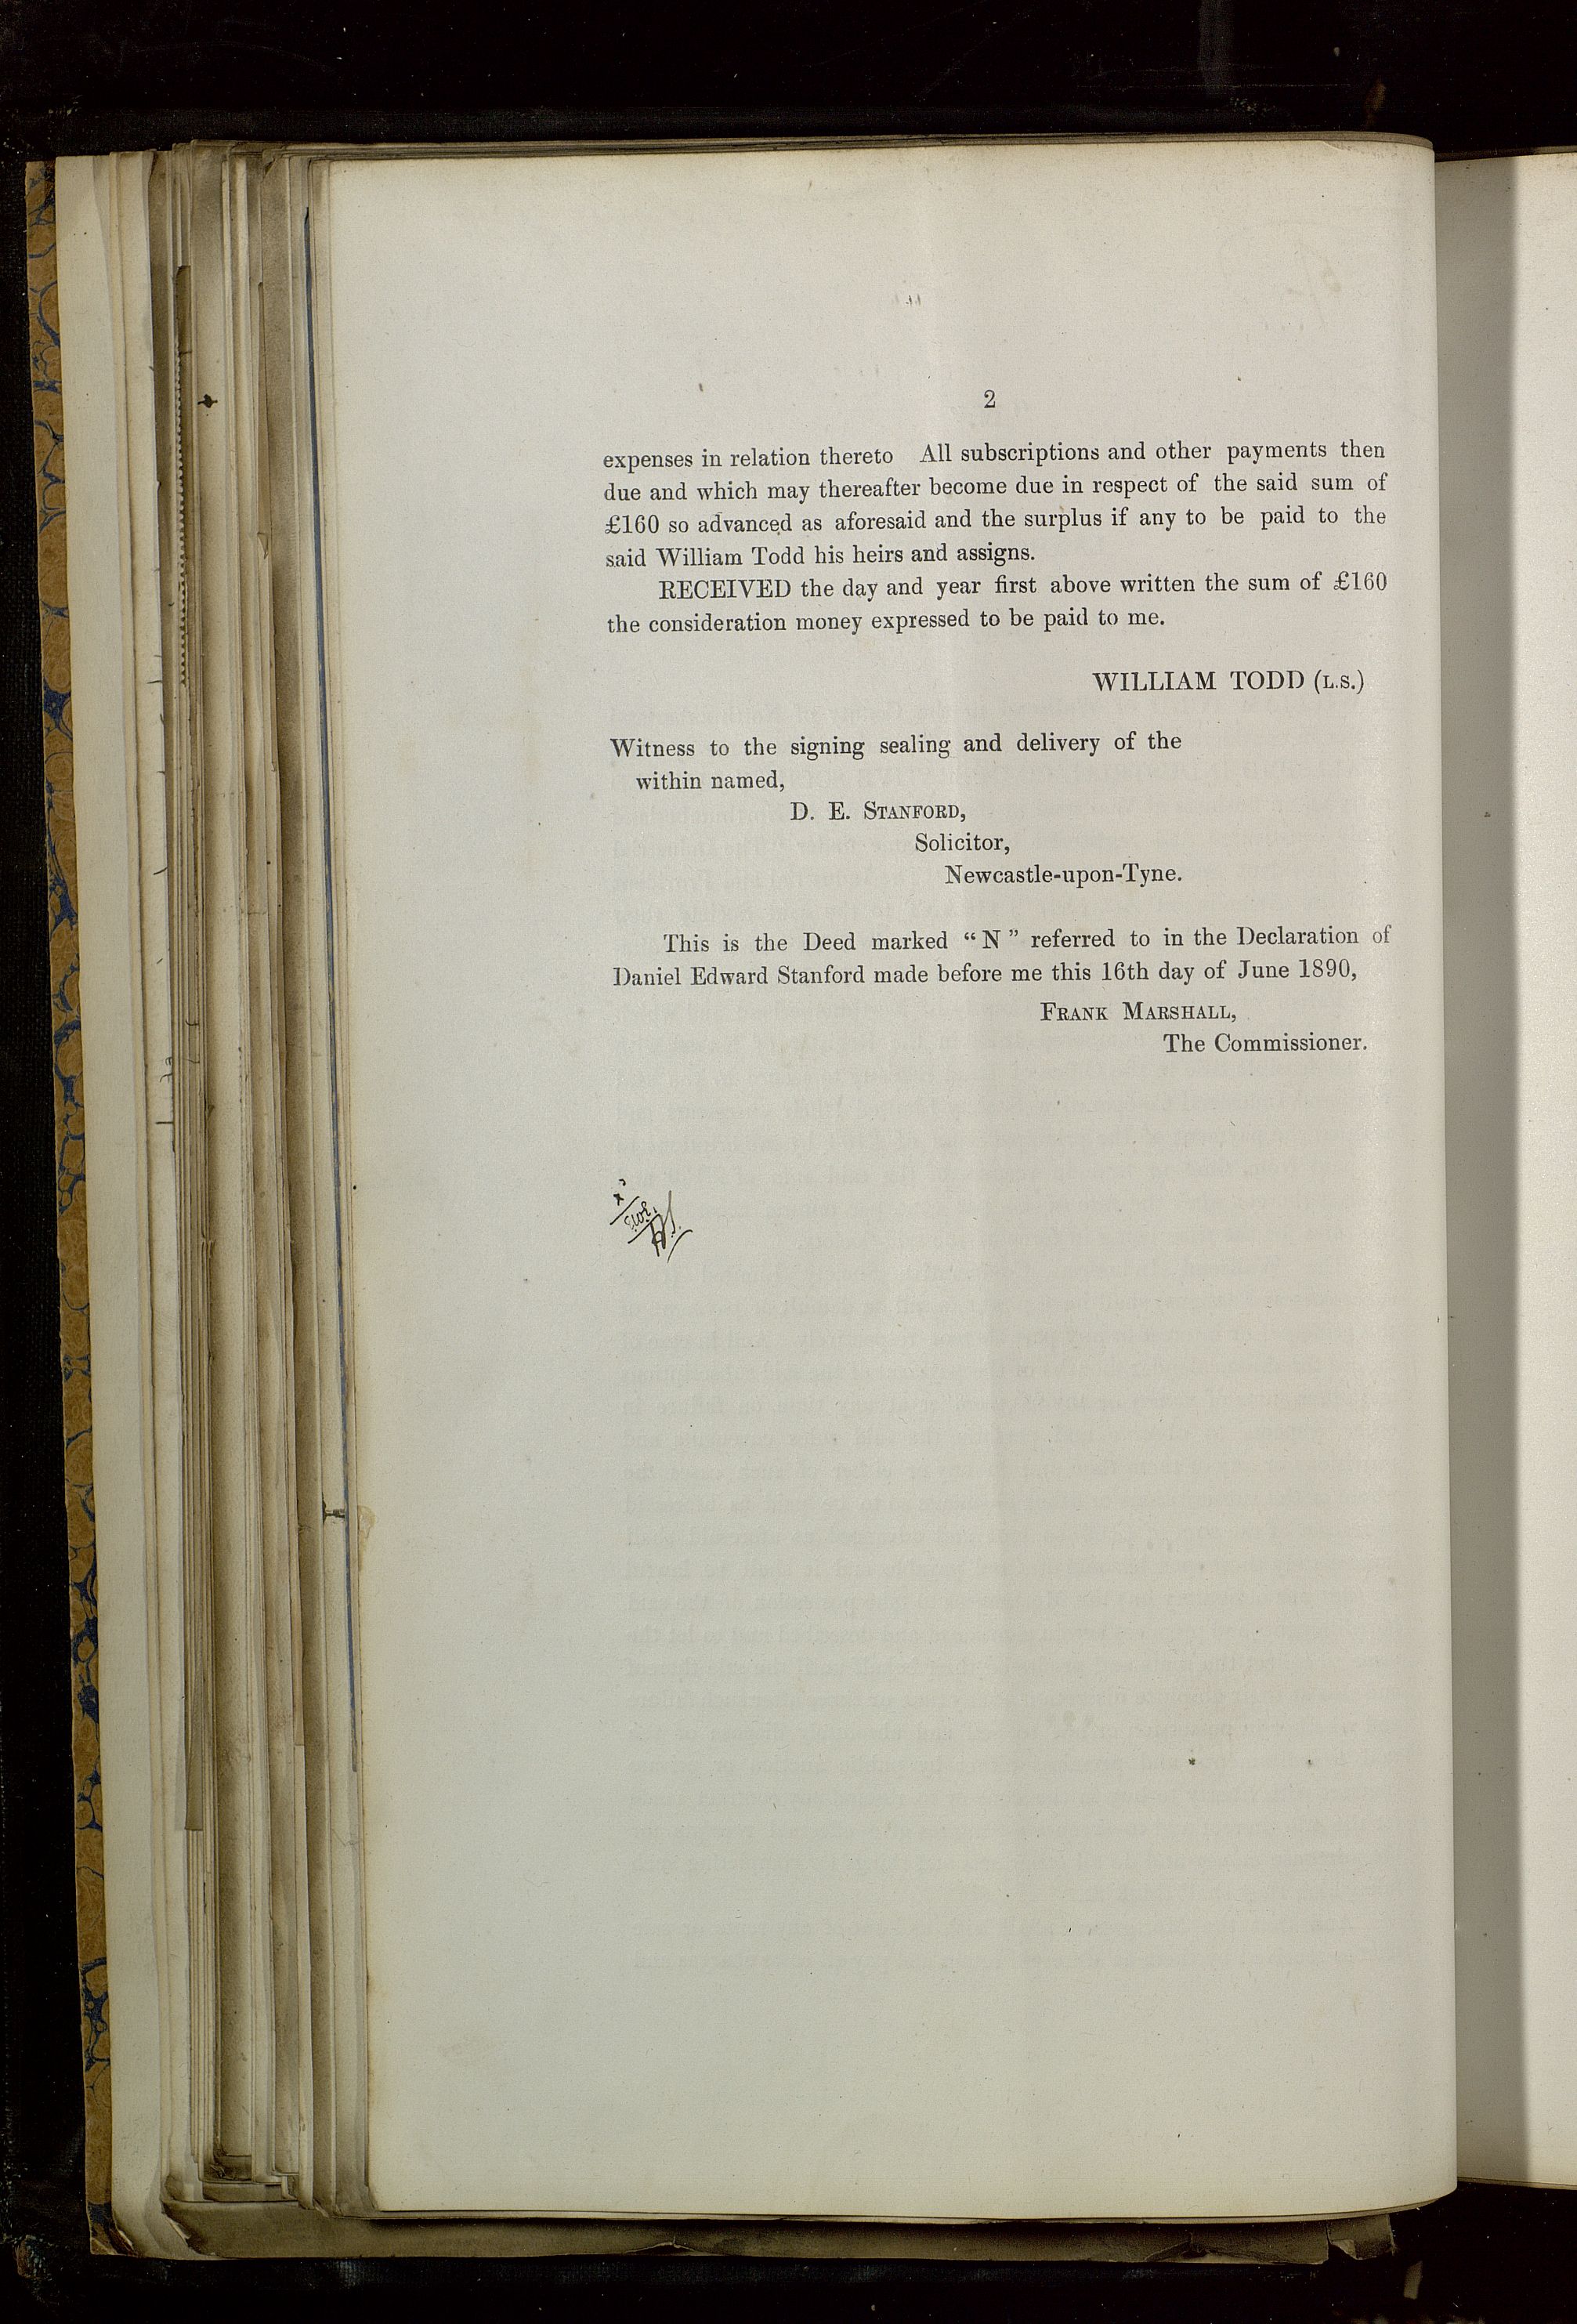 2
expenses in relation thereto All subscriptions and other payments then
due and which may thereafter become due in respect of the said sum of
£160 so advanced as aforesaid and the surplus if any to be paid to the
said William Todd his heirs and assigns.
RECEIVED the day and year first above written the sum of £160
the consideration money expressed to be paid to me.
WILLIAM TODD (L.S.)
Witness to the signing sealing and delivery of the
within named,
D. E. STANFORD,
Solicitor,
Newcastle-upon-Tyne.
This is the Deed marked “N” referred to in the Declaration of
Daniel Edward Stanford made before me this 16th day of June 1890,
FRANK MARSHALL,
The Commissioner.